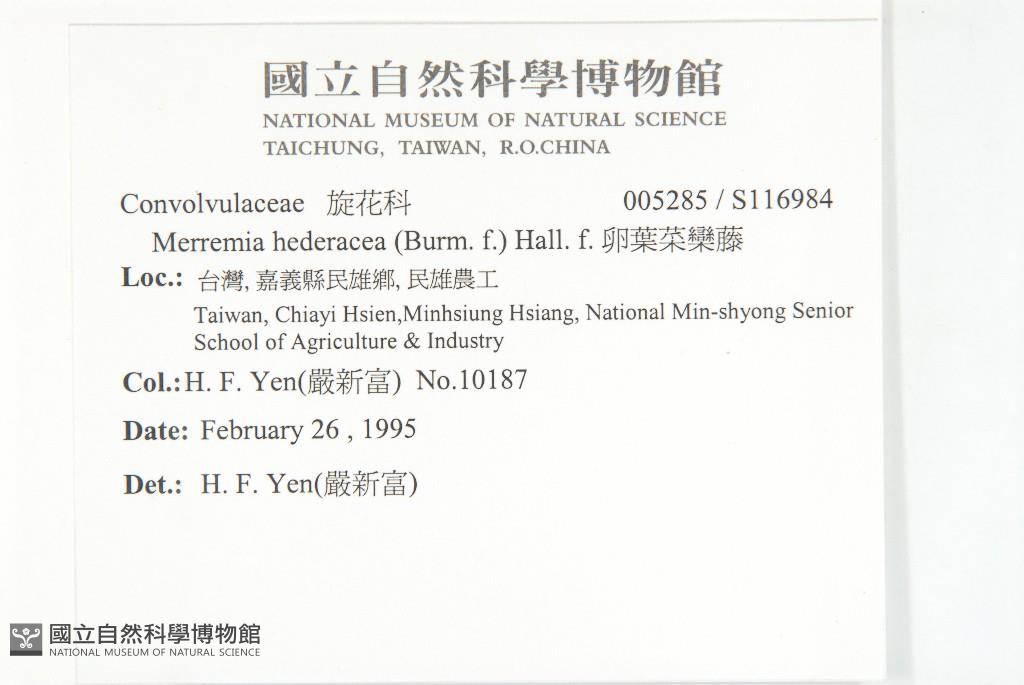 國立自然科學博物館
NATIONAL MUSEUM OF NATURAL SCIENCE
TAICHUNG, TAIWAN, R.O.CHINA
Convolvulaceae 旋花科 005285 / S116984
Merremia hederacea (Burm. f.) Hall. f. 卵葉菜欒藤
Loc.: 台灣, 嘉義縣民雄鄉, 民雄農工
Taiwan, Chiayi Hsien,Minhsiung Hsiang, National Min-shyong Senior
School of Agriculture & Industry
Col.:H. F. Yen(嚴新富) No.10187
Date: February 26 , 1995
Det.: H. F. Yen(嚴新富)
國立自然科學博物館
NATIONAL MUSEUM OF NATURAL SCIENCE